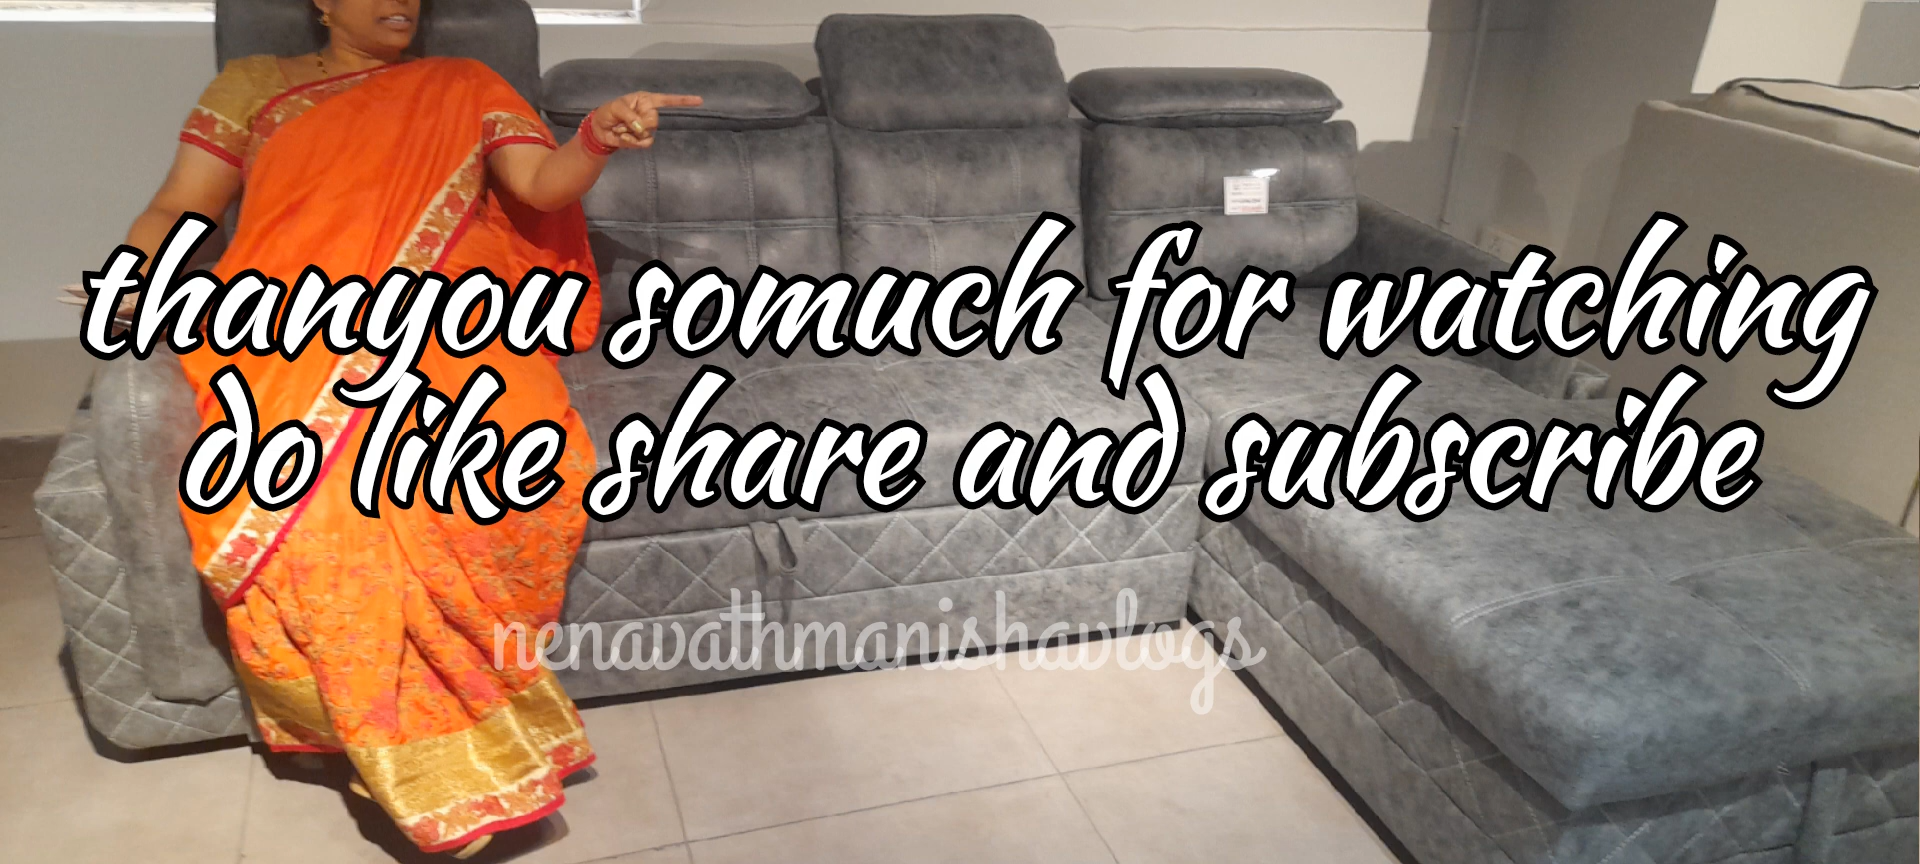 thanyou somuch for watching
do like share and subscribe
nenavathmanishavlogs